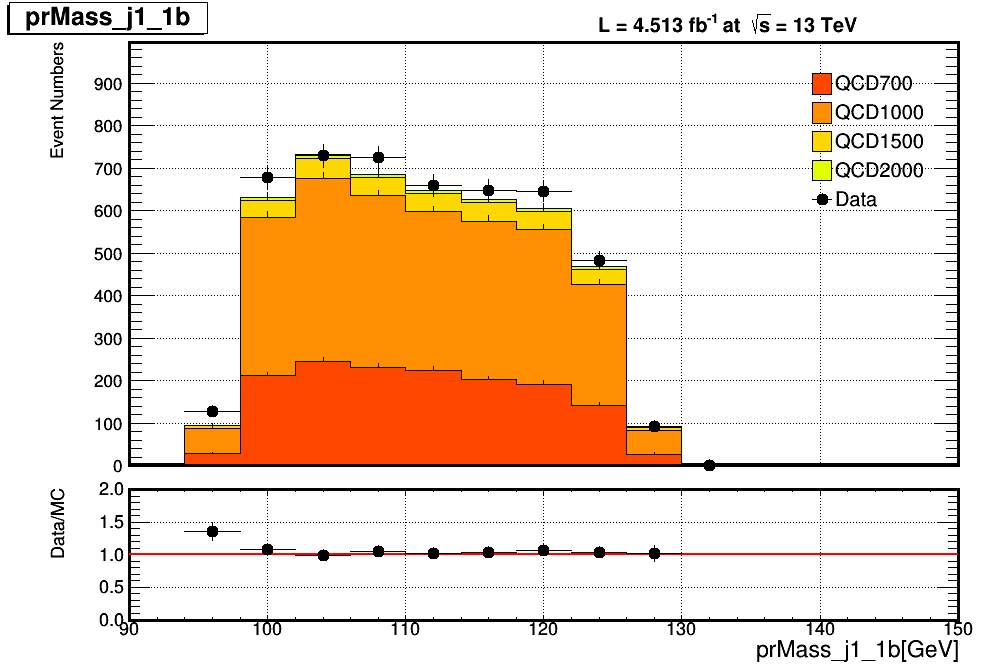 prMass_j1_1b
L = 4.513 fb⁻¹ at √s = 13 TeV
Event Numbers
900
800
700
600
500
400
300
200
100
0
QCD700
QCD1000
QCD1500
QCD2000
Data
Data/MC
2.0
1.5
1.0
0.5
0.0
90 100 110 120 130 140 150
prMass_j1_1b[GeV]